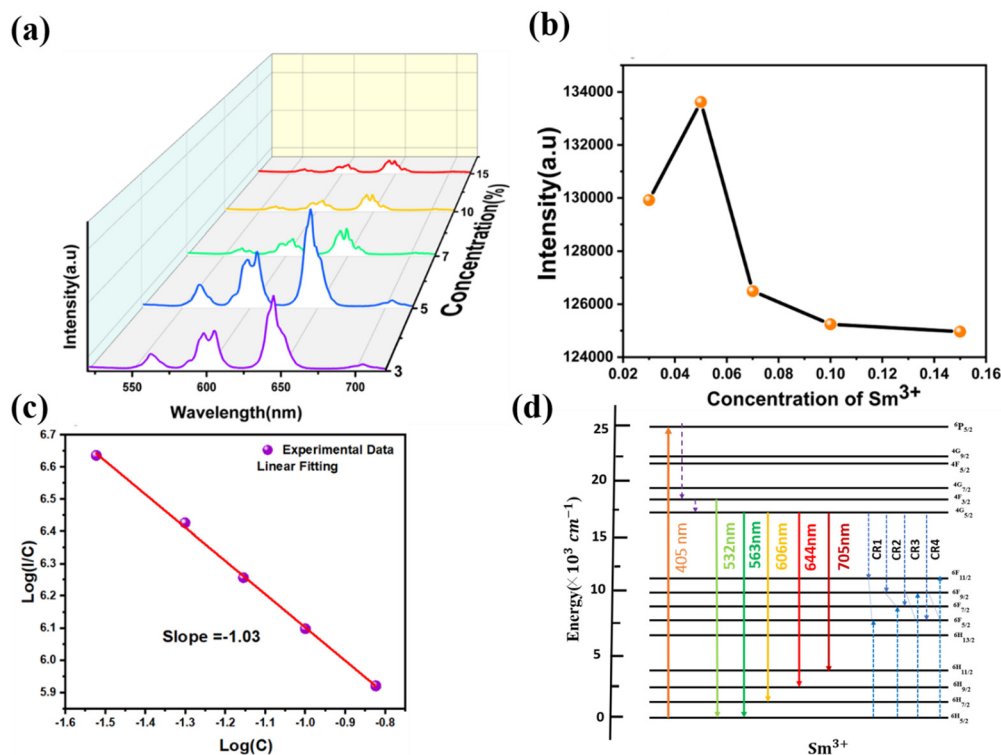 (a)
Intensity(a.u
550
600
650
700
Wavelength(nm)
3
5
7
10
15
Concentration(%)
(b)
Intensity(a.u)
134000
132000
130000
128000
126000
124000
0.02
0.04
0.06
0.08
0.10
0.12
0.14
0.16
Concentration of Sm³⁺
(c)
Log(I/C)
6.7
6.6
6.5
6.4
6.3
6.2
6.1
6.0
5.9
Experimental Data
Linear Fitting
Slope =-1.03
-1.6
-1.5
-1.4
-1.3
-1.2
-1.1
-1.0
-0.9
-0.8
Log(C)
(d)
Energy(× 10³ cm⁻¹)
25
20
15
10
5
0
405 nm
532nm
563nm
606nm
644nm
705nm
CR1
CR2
CR3
CR4
⁶P₅/₂
⁴G₉/₂
⁴F₅/₂
⁴G₇/₂
⁴F₃/₂
⁴G₅/₂
⁶F₁₁/₂
⁶F₉/₂
⁶F₇/₂
⁶F₅/₂
⁶H₁₃/₂
⁶H₁₁/₂
⁶H₉/₂
⁶H₇/₂
⁶H₅/₂
Sm³⁺